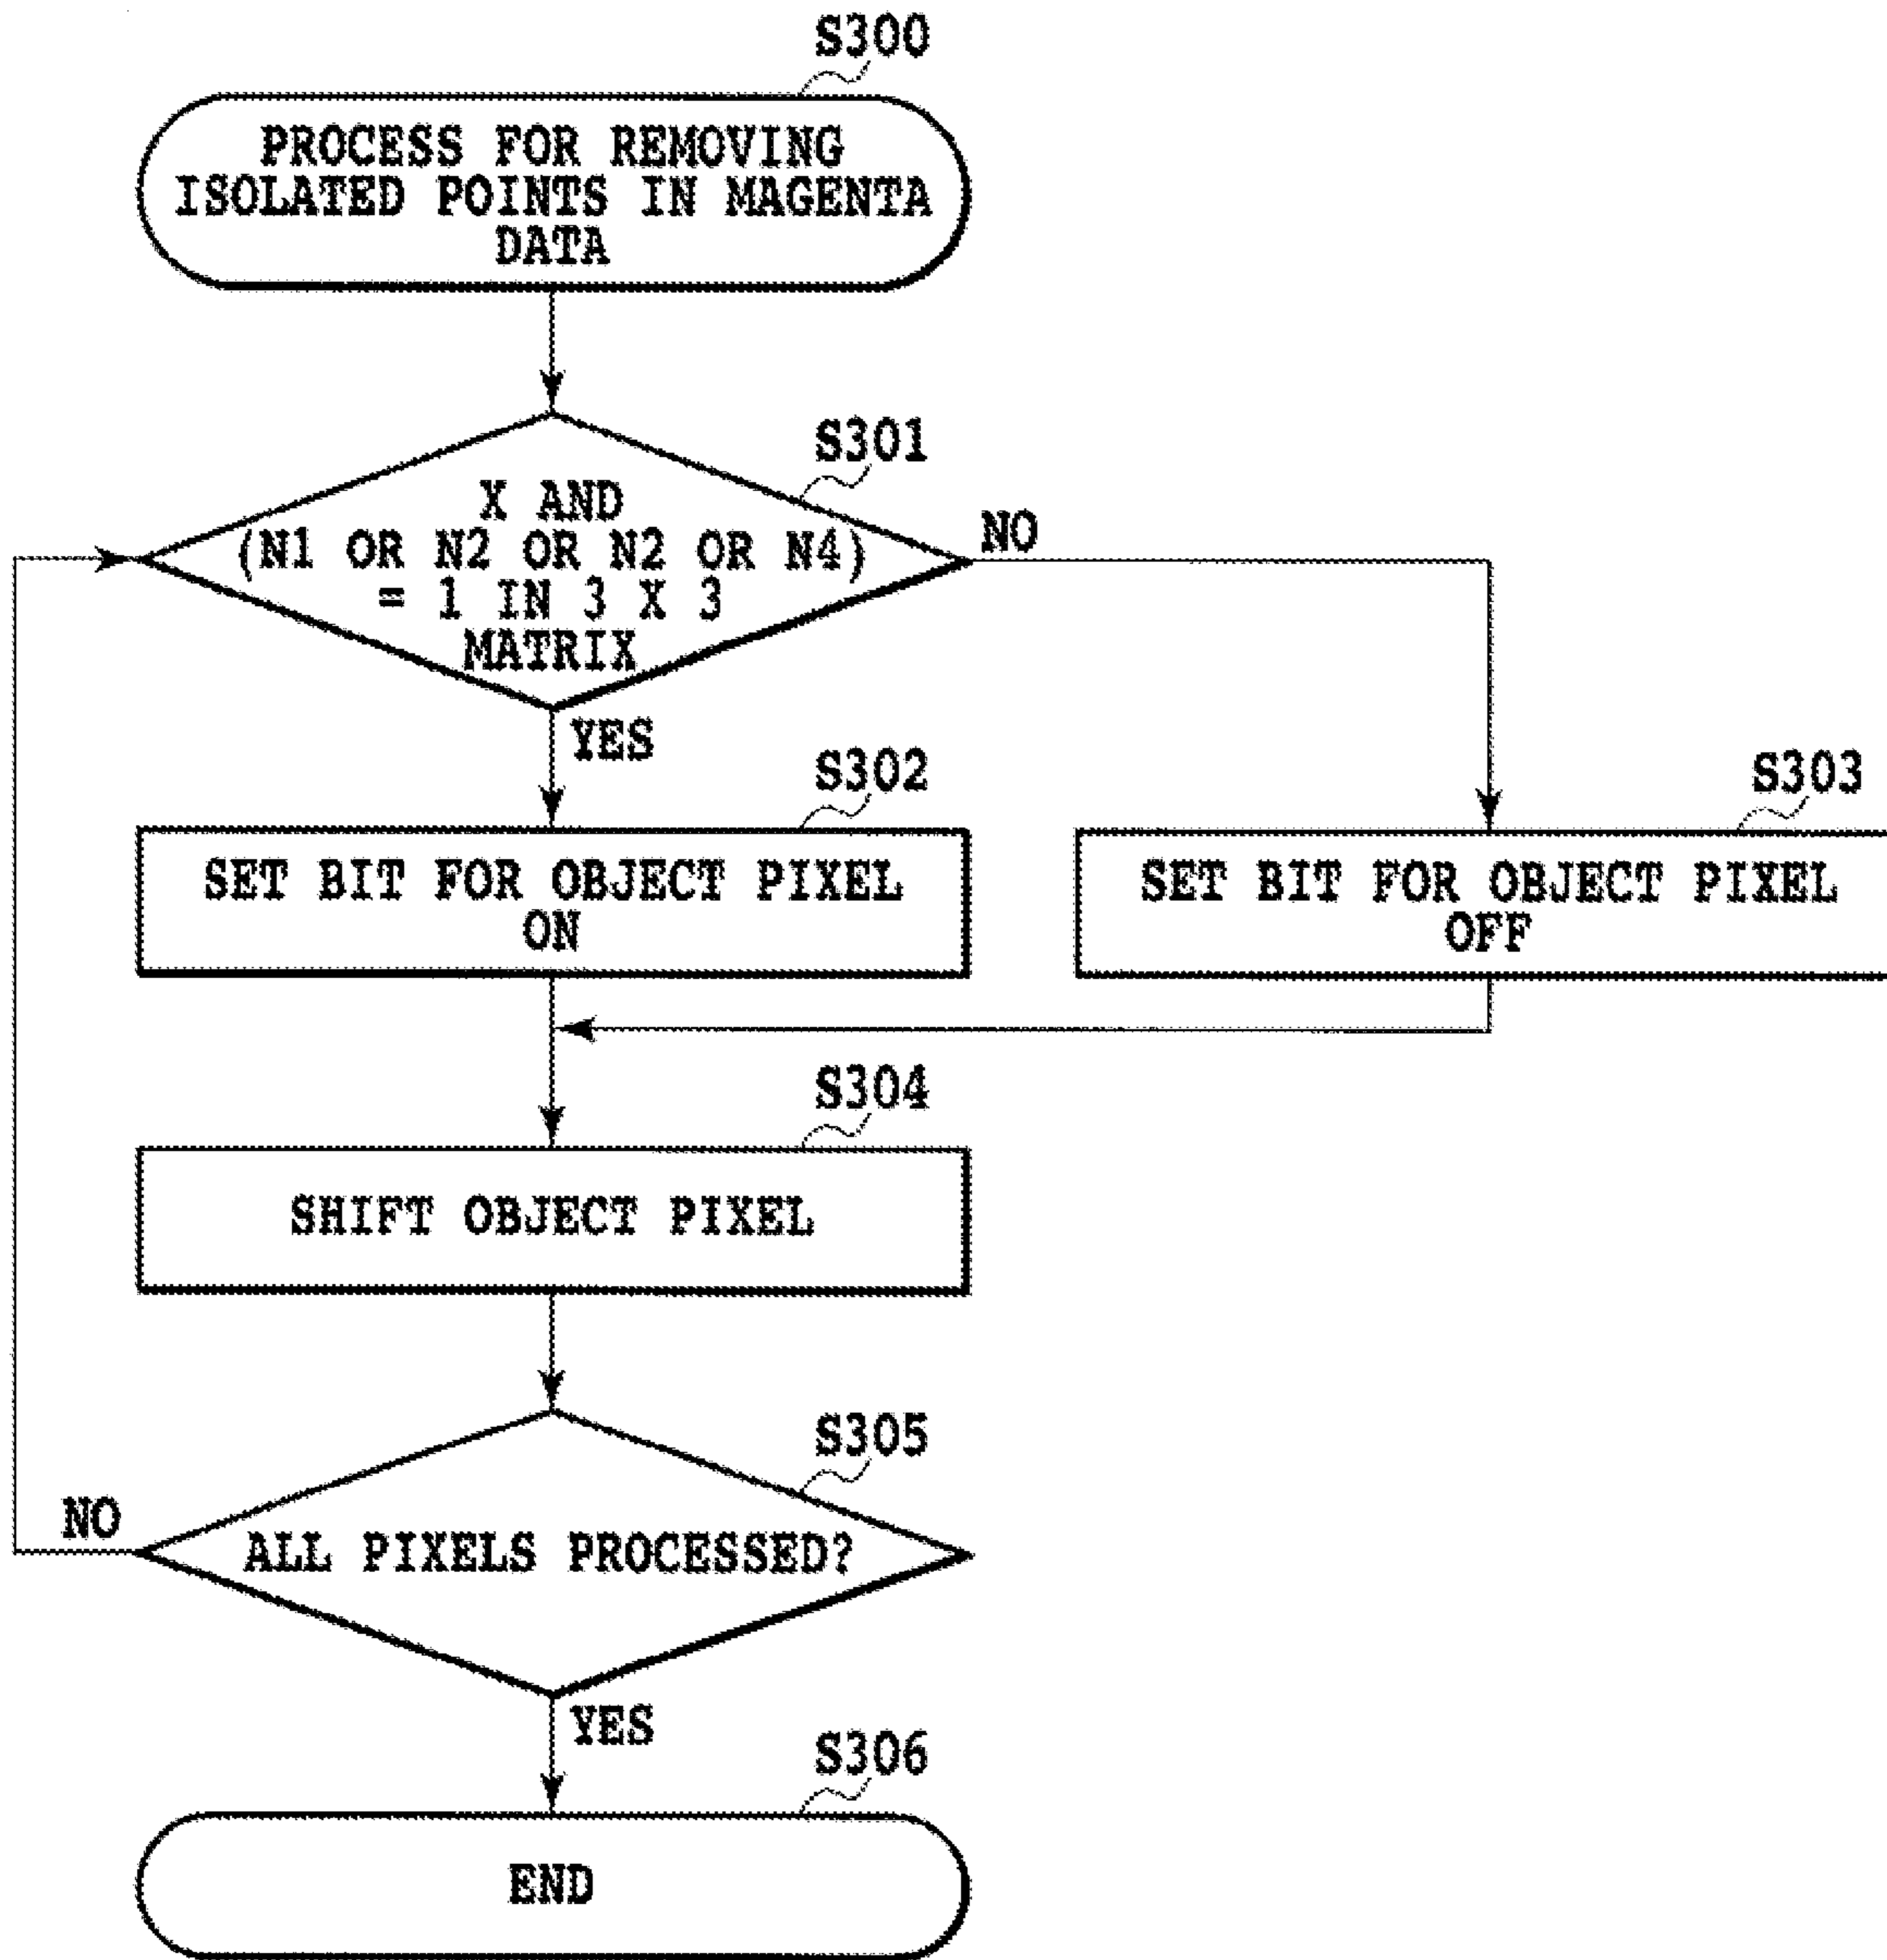 S300
PROCESS FOR REMOVING
ISOLATED POINTS IN MAGENTA
DATA
S301
X AND
(N1 OR N2 OR N2 OR N4)
= 1 IN 3 X 3
MATRIX
NO
YES
S302
S303
SET BIT FOR OBJECT PIXEL
ON
SET BIT FOR OBJECT PIXEL
OFF
S304
SHIFT OBJECT PIXEL
S305
NO
ALL PIXELS PROCESSED?
YES
S306
END